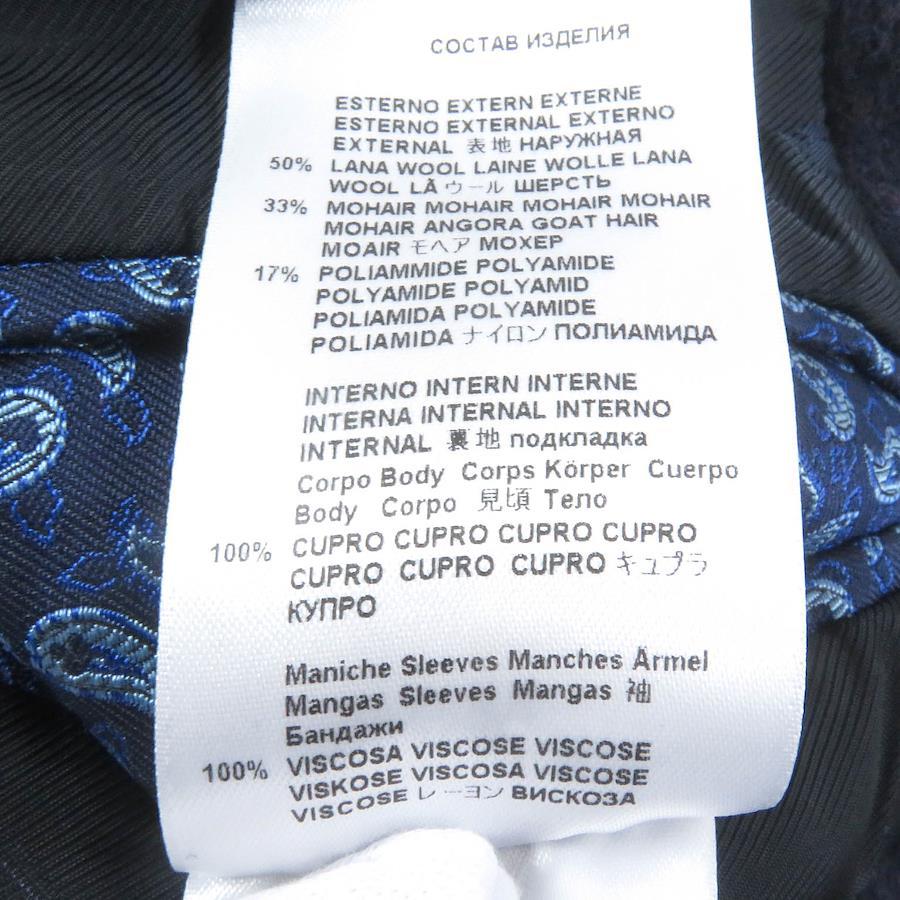 СОСТАВ ИЗДЕЛИЯ
ESTERNO EXTERN EXTERNE
ESTERNO EXTERNAL EXTERNO
EXTERNAL 表地 НАРУЖНАЯ
50% LANA WOOL LAINE WOLLE LANA
WOOL LÃ ウール ШЕРСТЬ
33% MOHAIR MOHAIR MOHAIR MOHAIR
MOHAIR ANGORA GOAT HAIR
MOAIR モヘア МОХЕР
17% POLIAMMIDE POLYAMIDE
POLYAMIDE POLYAMID
POLIAMIDA POLYAMIDE
POLIAMIDA ナイロン ПОЛИАМИДА
INTERNO INTERN INTERNE
INTERNA INTERNAL INTERNO
INTERNAL 裏地 подкладка
Corpo Body Corps Körper Cuerpo
Body Corpo 見頃 Тело
100% CUPRO CUPRO CUPRO CUPRO
CUPRO CUPRO CUPRO キュプラ
КУПРО
Maniche Sleeves Manches Ärmel
Mangas Sleeves Mangas 袖
Бандажи
100% VISCOSA VISCOSE VISCOSE
VISKOSE VISCOSA VISCOSE
VISCOSE レーヨン ВИСКОЗА